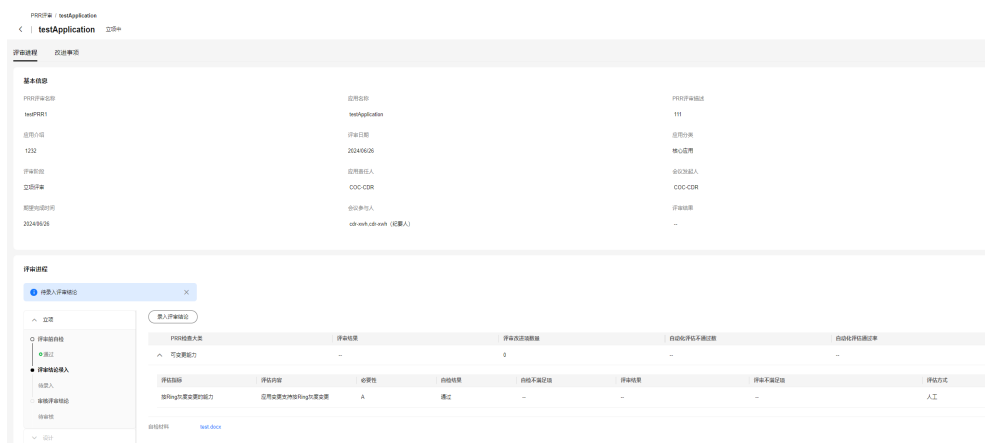 PRR评审 / testApplication
testApplication 立项中
评审进程 改进事项
基本信息
PRR评审名称 应用名称 PRR评审描述
testPRR1 testApplication 111
应用介绍 评审日期 应用分类
1232 2024/06/26 核心应用
评审阶段 应用责任人 会议发起人
立项评审 COC-CDR COC-CDR
期望完成时间 会议参与人 评审结果
2024/06/26 cdr-xwh,cdr-xwh（纪要人） --
评审进程
待录入评审结论
立项
录入评审结论
评审前自检
PRR检查大类 评审结果 评审改进项数量 自动化评估不通过数 自动化评估通过率
通过
可变更能力 -- 0 -- --
评审结论录入
待录入
评估指标 评估内容 必要性 自检结果 自检不满足项 评审结果 评审不满足项 评估方式
审核评审结论
按Ring灰度变更的能力 应用变更支持按Ring灰度变更 A 通过 -- -- -- 人工
待审核
自检材料 test.docx
设计